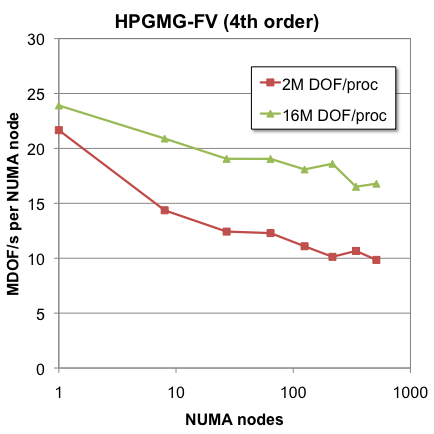 HPGMG-FV (4th order)
30
25
20
15
10
5
0
MDOF/s per NUMA node
2M DOF/proc
16M DOF/proc
1 10 100 1000
NUMA nodes